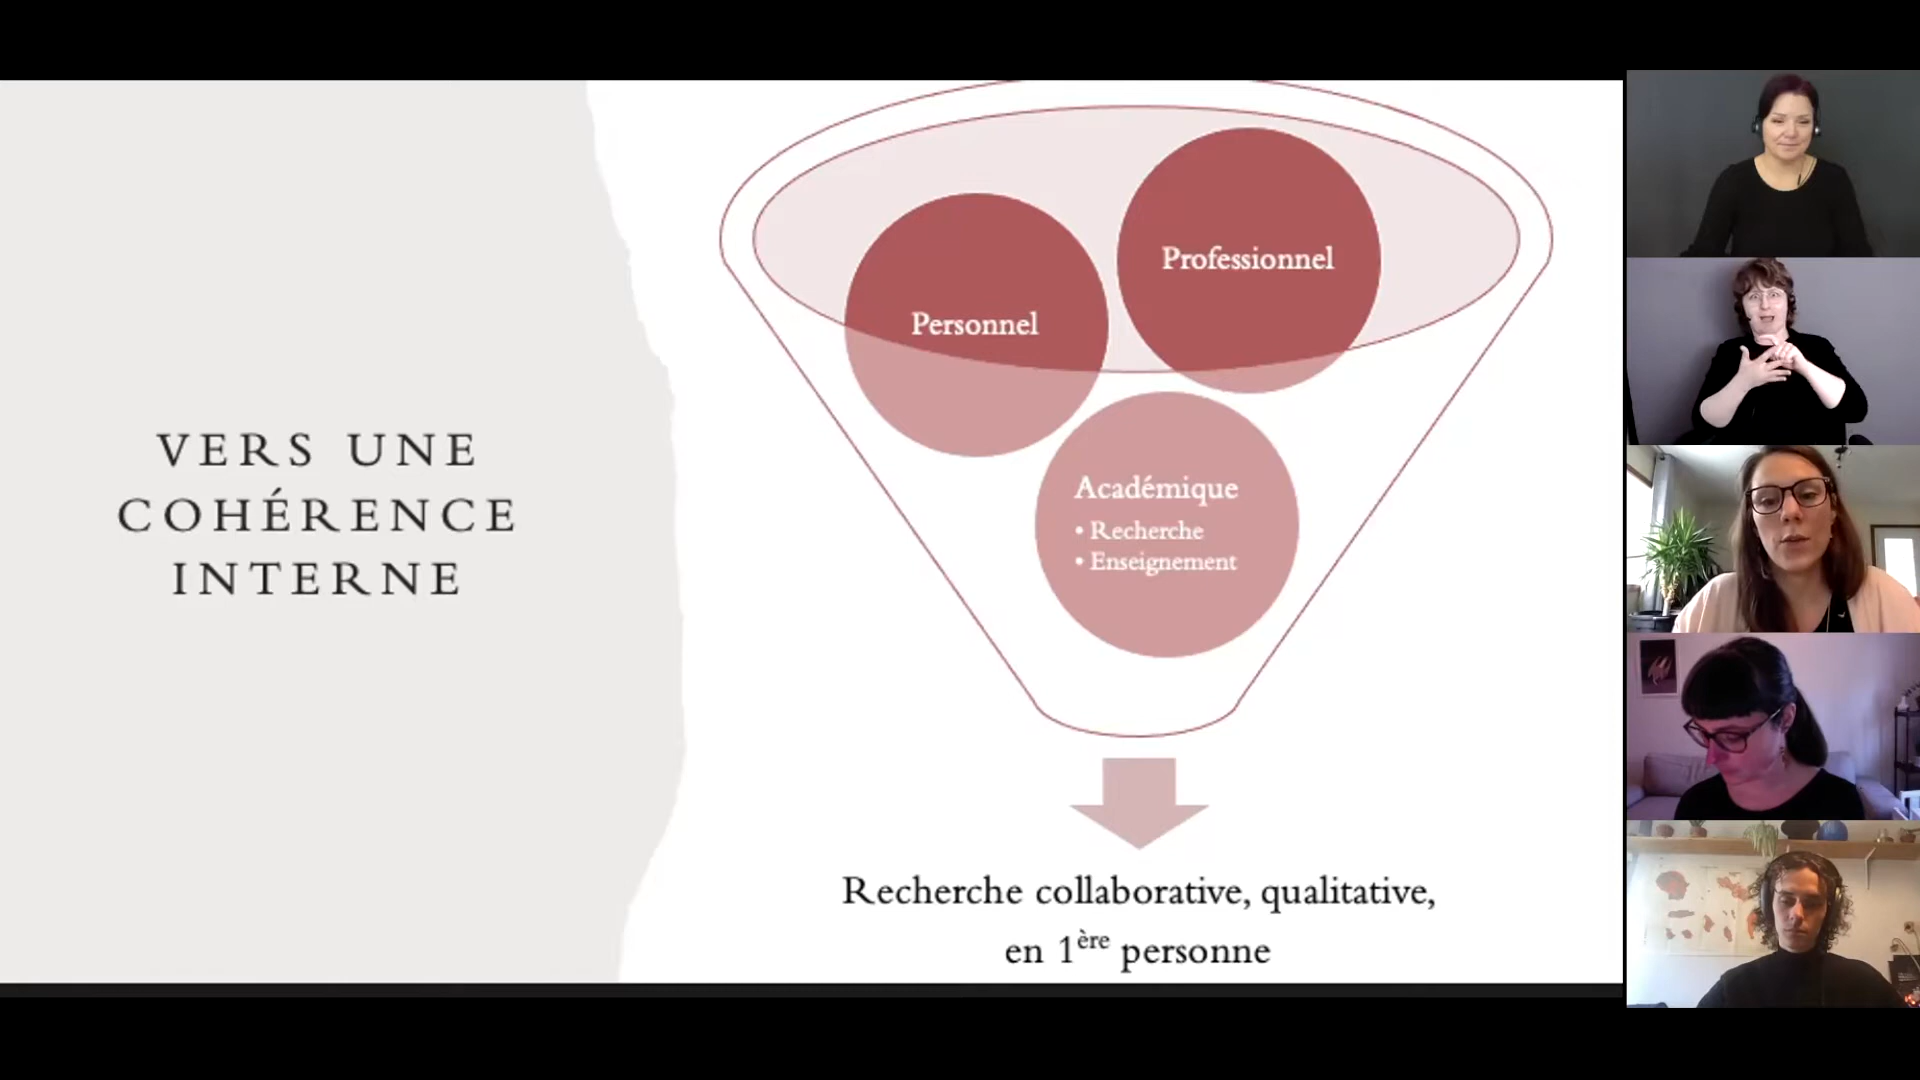 VERS UNE
COHÉRENCE
INTERNE
Personnel
Professionnel
Académique
• Recherche
• Enseignement
Recherche collaborative, qualitative,
en 1ère personne